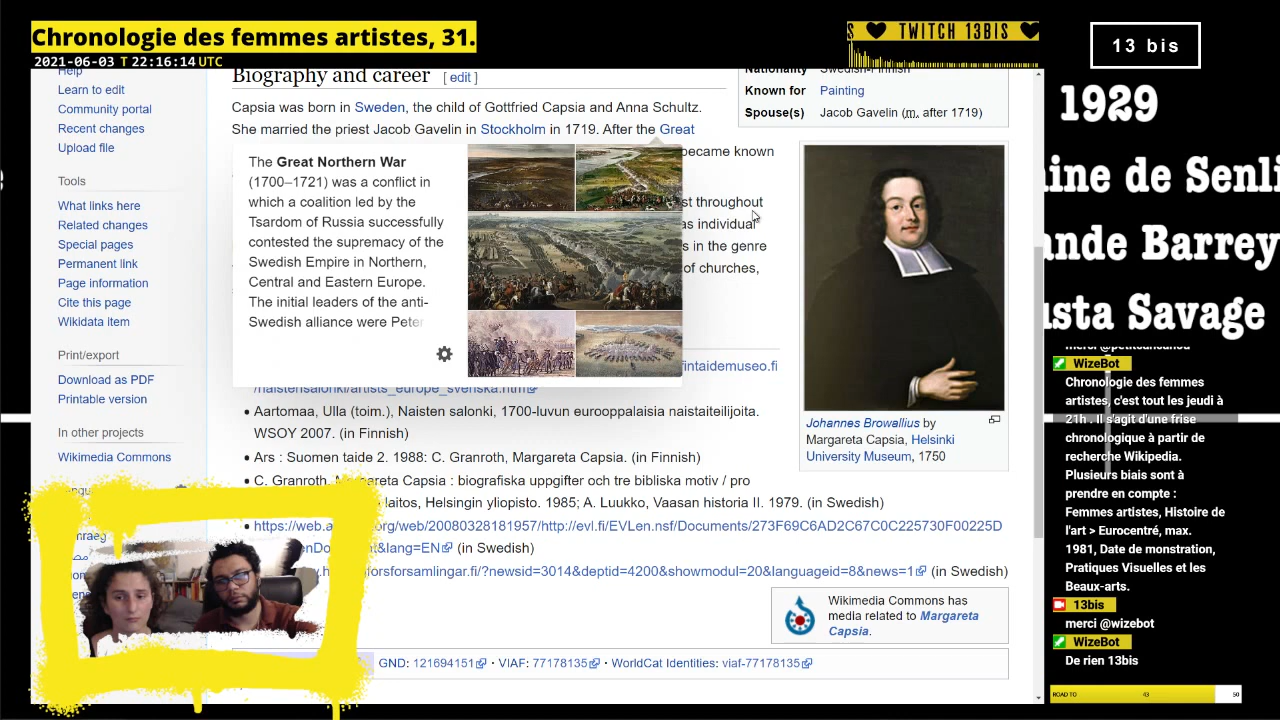 Chronologie des femmes artistes, 31.
2021-06-03 T 22:16:14 UTC
TWITCH 13BIS
13 bis
Help
Learn to edit
Community portal
Recent changes
Upload file
Tools
What links here
Related changes
Special pages
Permanent link
Page information
Cite this page
Wikidata item
Print/export
Download as PDF
Printable version
In other projects
Wikimedia Commons
Biography and career [ edit ]
Capsia was born in Sweden, the child of Gottfried Capsia and Anna Schultz.
She married the priest Jacob Gavelin in Stockholm in 1719. After the Great
became known
st throughout
as individual
s in the genre
of churches,
The Great Northern War
(1700–1721) was a conflict in
which a coalition led by the
Tsardom of Russia successfully
contested the supremacy of the
Swedish Empire in Northern,
Central and Eastern Europe.
The initial leaders of the anti-
Swedish alliance were Peter
fintaidemuseo.fi
/naistensalonki/artists_europe_svenska.htm
• Aartomaa, Ulla (toim.), Naisten salonki, 1700-luvun eurooppalaisia naistaiteilijoita.
WSOY 2007. (in Finnish)
• Ars : Suomen taide 2. 1988: C. Granroth, Margareta Capsia. (in Finnish)
• C. Granroth, Margareta Capsia : biografiska uppgifter och tre bibliska motiv / pro
laitos, Helsingin yliopisto. 1985; A. Luukko, Vaasan historia II. 1979. (in Swedish)
• https://web.a org/web/20080328181957/http://evl.fi/EVLen.nsf/Documents/273F69C6AD2C67C0C225730F00225D
enDo t&lang=EN (in Swedish)
forsforsamlingar.fi/?newsid=3014&deptid=4200&showmodul=20&languageid=8&news=1 (in Swedish)
Nationality Swedish-Finnish
Known for Painting
Spouse(s) Jacob Gavelin (m. after 1719)
Johannes Browallius by
Margareta Capsia, Helsinki
University Museum, 1750
Wikimedia Commons has
media related to Margareta
Capsia.
GND: 121694151 · VIAF: 77178135 · WorldCat Identities: viaf-77178135
1929
ine de Senli
ande Barrey
usta Savage
WizeBot
Chronologie des femmes
artistes, c'est tout les jeudi à
21h . Il s'agit d'une frise
chronologique à partir de
recherche Wikipedia.
Plusieurs biais sont à
prendre en compte :
Femmes artistes, Histoire de
l'art > Eurocentré, max.
1981, Date de monstration,
Pratiques Visuelles et les
Beaux-arts.
13bis
merci @wizebot
WizeBot
De rien 13bis
ROAD TO 43 50